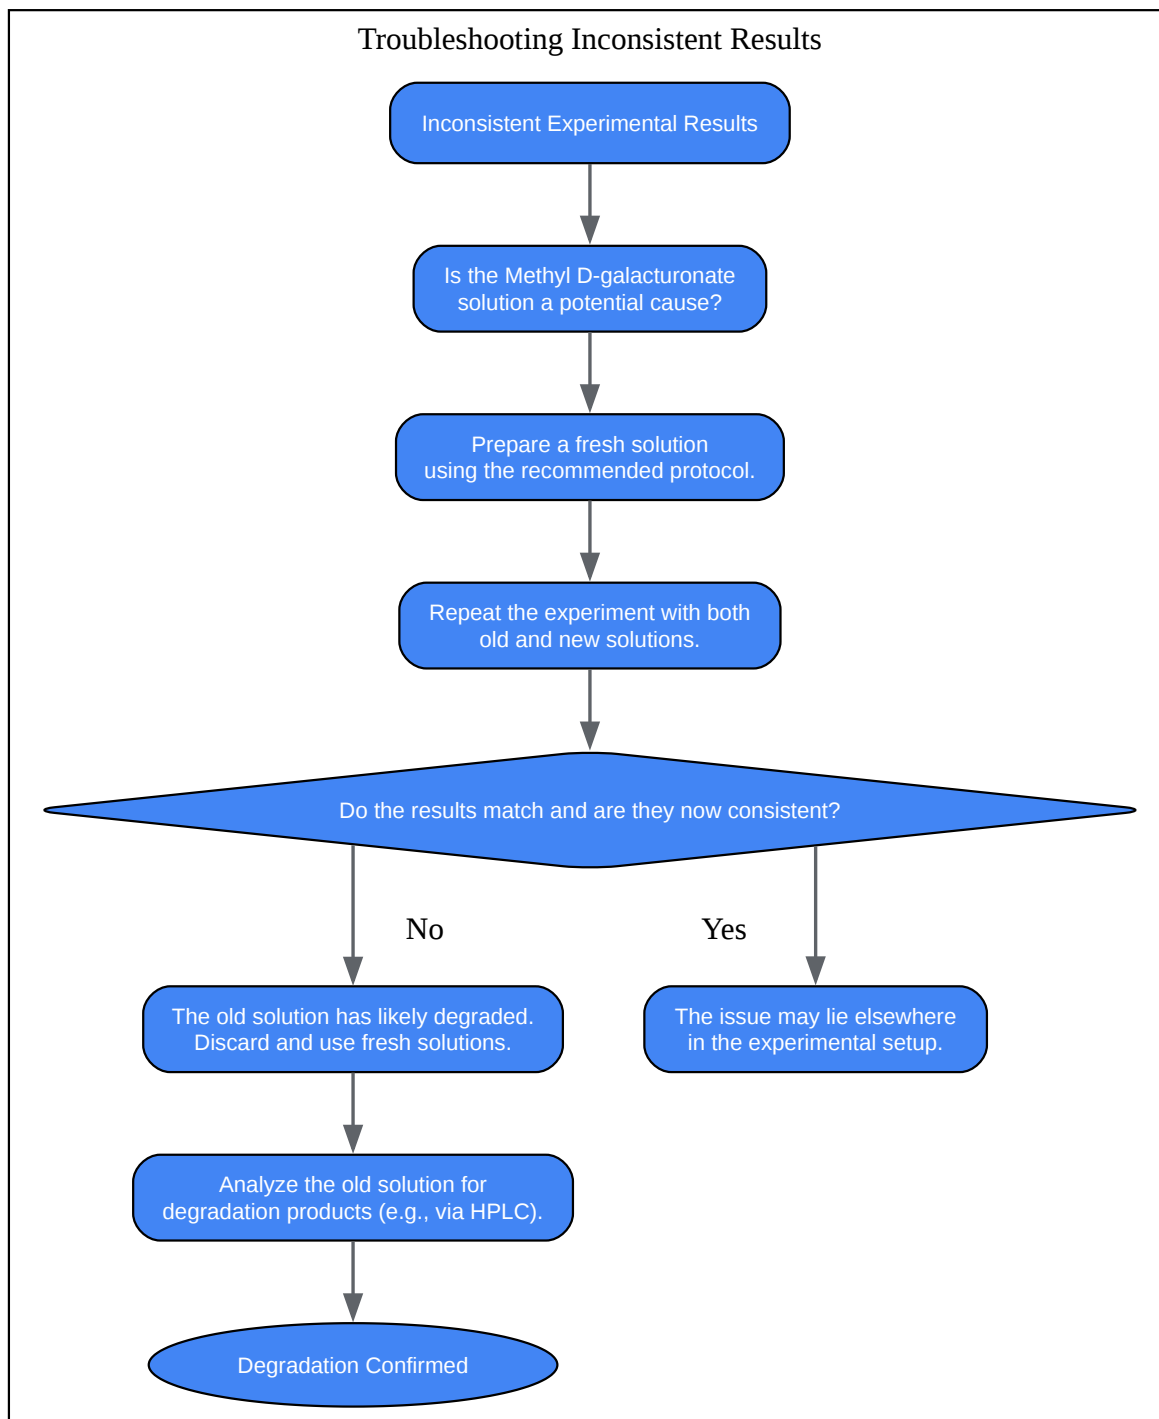 Troubleshooting Inconsistent Results
Inconsistent Experimental Results
Is the Methyl D-galacturonate
solution a potential cause?
Prepare a fresh solution
using the recommended protocol.
Repeat the experiment with both
old and new solutions.
Do the results match and are they now consistent?
No
Yes
The old solution has likely degraded.
Discard and use fresh solutions.
The issue may lie elsewhere
in the experimental setup.
Analyze the old solution for
degradation products (e.g., via HPLC).
Degradation Confirmed